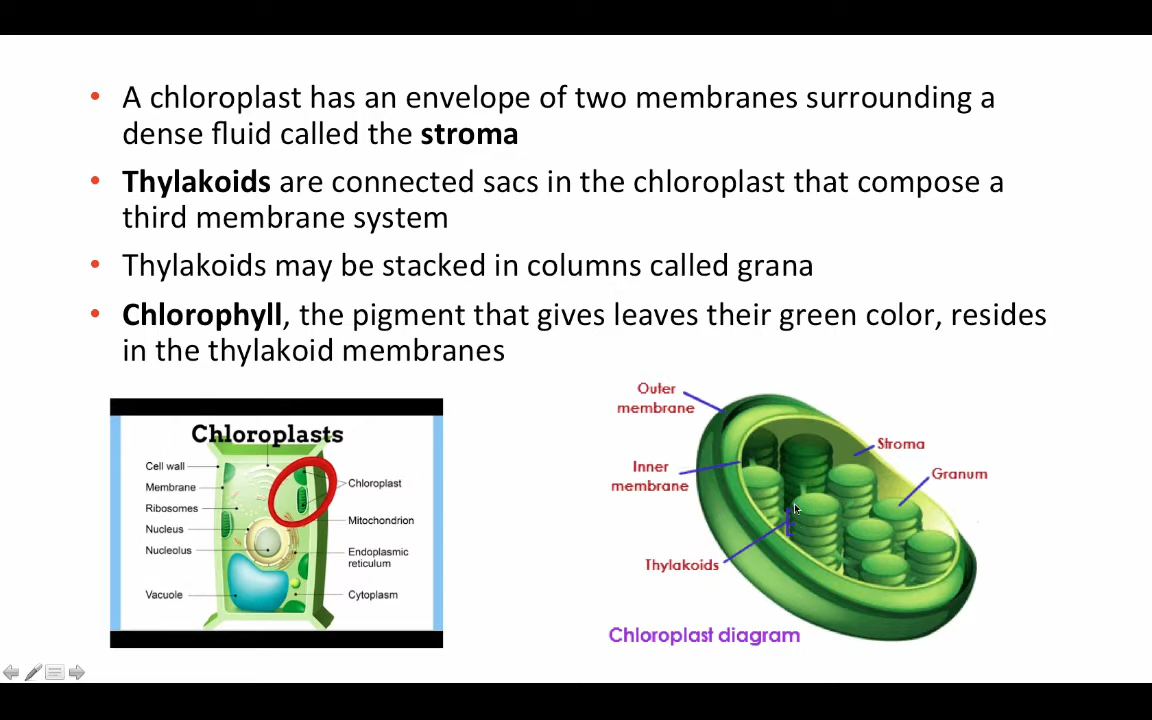 • A chloroplast has an envelope of two membranes surrounding a
dense fluid called the stroma
• Thylakoids are connected sacs in the chloroplast that compose a
third membrane system
• Thylakoids may be stacked in columns called grana
• Chlorophyll, the pigment that gives leaves their green color, resides
in the thylakoid membranes
Chloroplasts
Cell wall
Membrane
Ribosomes
Nucleus
Nucleolus
Vacuole
Chloroplast
Mitochondrion
Endoplasmic
reticulum
Cytoplasm
Outer
membrane
Inner
membrane
Thylakoids
Stroma
Granum
Chloroplast diagram